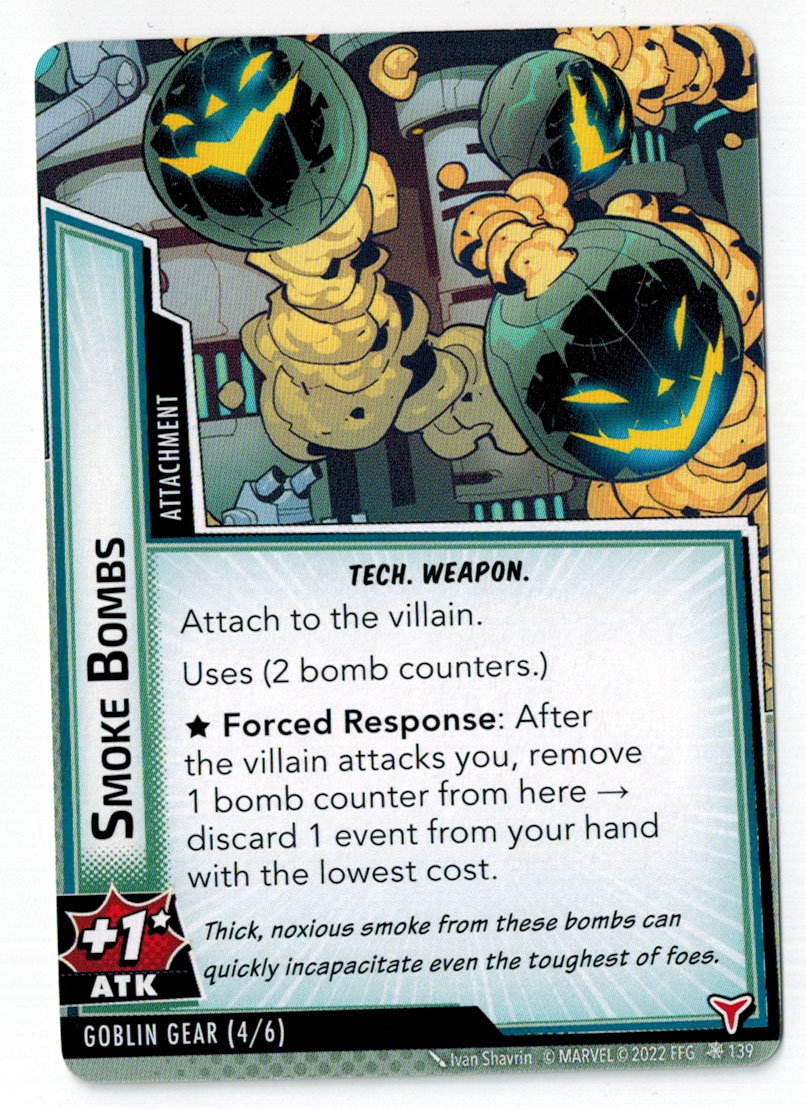 ATTACHMENT
SMOKE BOMBS
TECH. WEAPON.
Attach to the villain.
Uses (2 bomb counters.)
★ Forced Response: After
the villain attacks you, remove
1 bomb counter from here →
discard 1 event from your hand
with the lowest cost.
Thick, noxious smoke from these bombs can
quickly incapacitate even the toughest of foes.
+1★
ATK
GOBLIN GEAR (4/6)
Ivan Shavrin © MARVEL © 2022 FFG 139